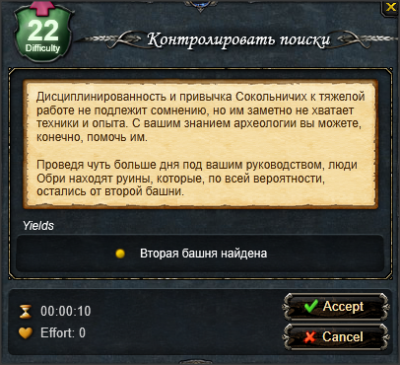 22
Difficulty
Контролировать поиски
Дисциплинированность и привычка Сокольничих к тяжелой
работе не подлежит сомнению, но им заметно не хватает
техники и опыта. С вашим знанием археологии вы можете,
конечно, помочь им.
Проведя чуть больше дня под вашим руководством, люди
Обри находят руины, которые, по всей вероятности,
остались от второй башни.
Yields
Вторая башня найдена
00:00:10
Accept
Effort: 0
Cancel